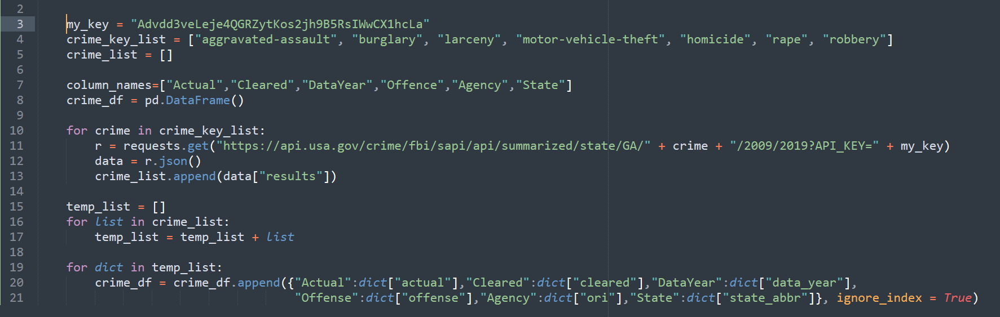 2
3 my_key = "Advdd3veLeje4QGRZytKos2jh9B5RsIWwCX1hcLa"
4 crime_key_list = ["aggravated-assault", "burglary", "larceny", "motor-vehicle-theft", "homicide", "rape", "robbery"]
5 crime_list = []
6
7 column_names=["Actual","Cleared","DataYear","Offence","Agency","State"]
8 crime_df = pd.DataFrame()
9
10 for crime in crime_key_list:
11 r = requests.get("https://api.usa.gov/crime/fbi/sapi/api/summarized/state/GA/" + crime + "/2009/2019?API_KEY=" + my_key)
12 data = r.json()
13 crime_list.append(data["results"])
14
15 temp_list = []
16 for list in crime_list:
17 temp_list = temp_list + list
18
19 for dict in temp_list:
20 crime_df = crime_df.append({"Actual":dict["actual"],"Cleared":dict["cleared"],"DataYear":dict["data_year"],
21 "Offense":dict["offense"],"Agency":dict["ori"],"State":dict["state_abbr"]}, ignore_index = True)